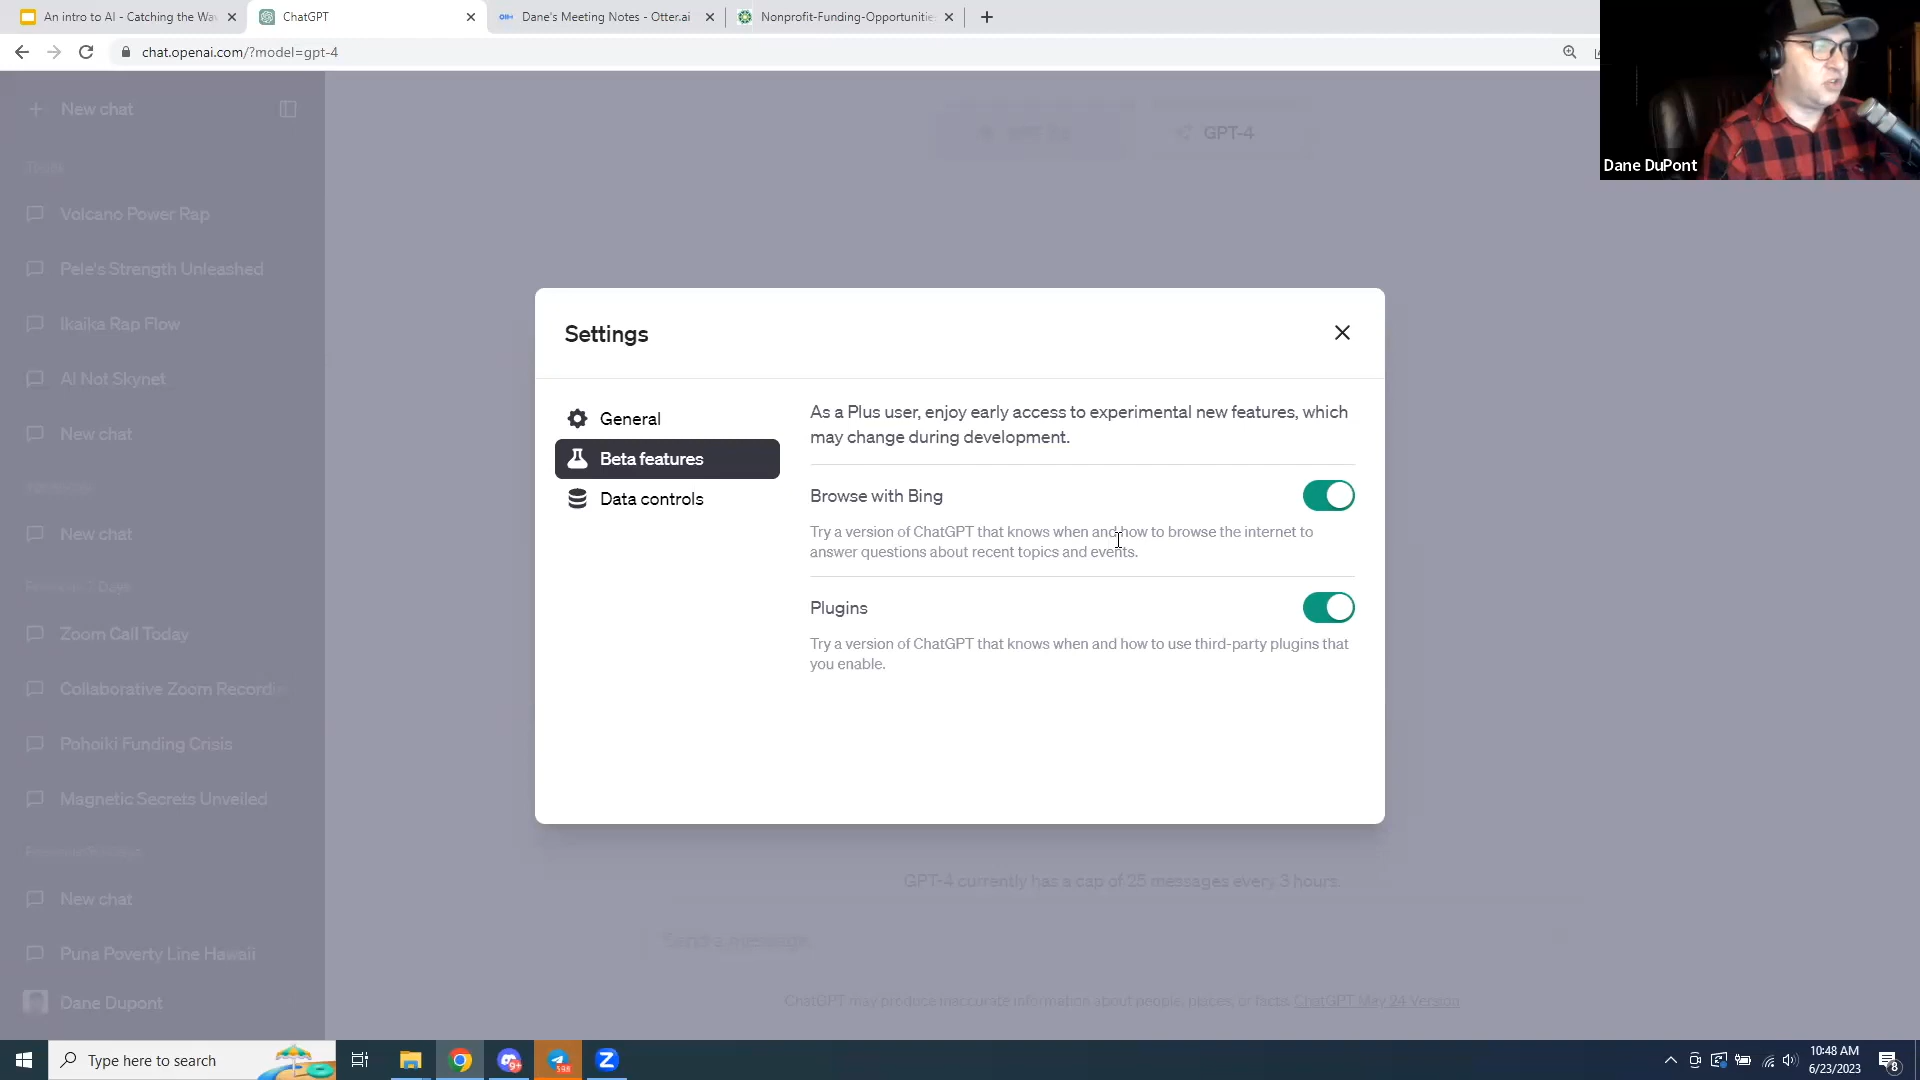 An intro to AI - Catching the Wa
ChatGPT
Dane's Meeting Notes - Otter.ai
Nonprofit-Funding-Opportunitie
chat.openai.com/?model=gpt-4
Dane DuPont
New chat
GPT-4
Volcano Power Rap
Pele's Strength Unleashed
Ikaika Rap Flow
AI Not Skynet
New chat
New chat
Zoom Call Today
Collaborative Zoom Recordin
Pohoiki Funding Crisis
Magnetic Secrets Unveiled
New chat
Puna Poverty Line Hawaii
Dane Dupont
Settings
General
Beta features
Data controls
As a Plus user, enjoy early access to experimental new features, which
may change during development.
Browse with Bing
Try a version of ChatGPT that knows when and how to browse the internet to
answer questions about recent topics and events.
Plugins
Try a version of ChatGPT that knows when and how to use third-party plugins that
you enable.
GPT-4 currently has a cap of 25 messages every 3 hours.
Send a message.
ChatGPT may produce inaccurate information about people, places, or facts. ChatGPT May 24 Version
Type here to search
9+
598
10:48 AM
6/23/2023
8